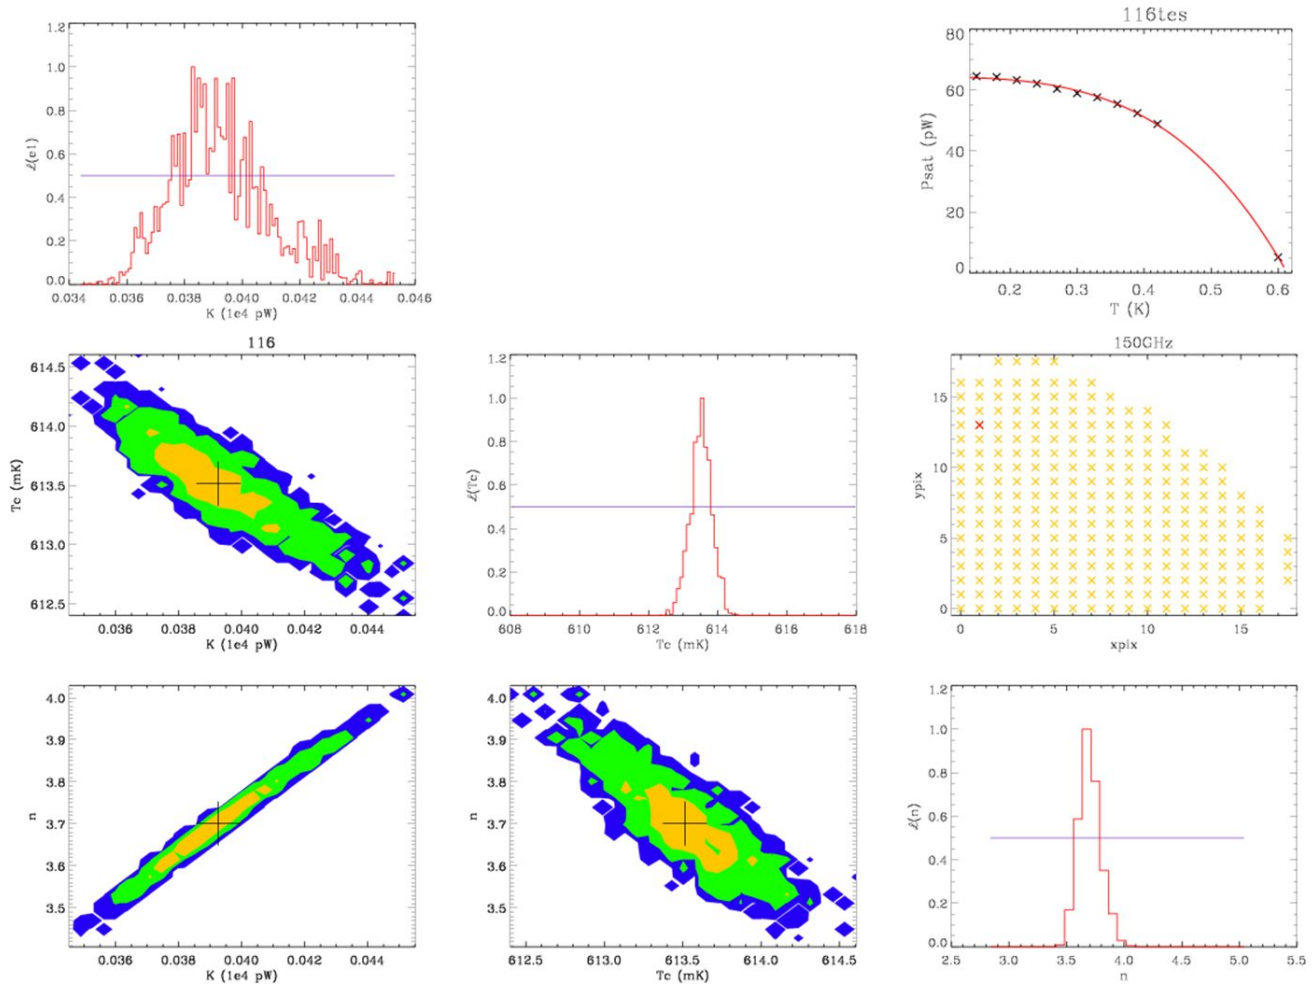 1.2
1.0
0.8
0.6
0.4
0.2
0.0
ℓ(e1)
0.034 0.036 0.038 0.040 0.042 0.044 0.046
K (1e4 pW)
116tes
80
60
40
20
0
Psat (pW)
0.2 0.3 0.4 0.5 0.6
T (K)
116
614.5
614.0
613.5
613.0
612.5
Tc (mK)
0.036 0.038 0.040 0.042 0.044
K (1e4 pW)
1.2
1.0
0.8
0.6
0.4
0.2
0.0
ℓ(Tc)
608 610 612 614 616 618
Tc (mK)
150GHz
15
10
5
0
ypix
0 5 10 15
xpix
4.0
3.9
3.8
3.7
3.6
3.5
n
0.036 0.038 0.040 0.042 0.044
K (1e4 pW)
4.0
3.9
3.8
3.7
3.6
3.5
n
612.5 613.0 613.5 614.0 614.5
Tc (mK)
1.2
1.0
0.8
0.6
0.4
0.2
0.0
ℓ(n)
2.5 3.0 3.5 4.0 4.5 5.0 5.5
n